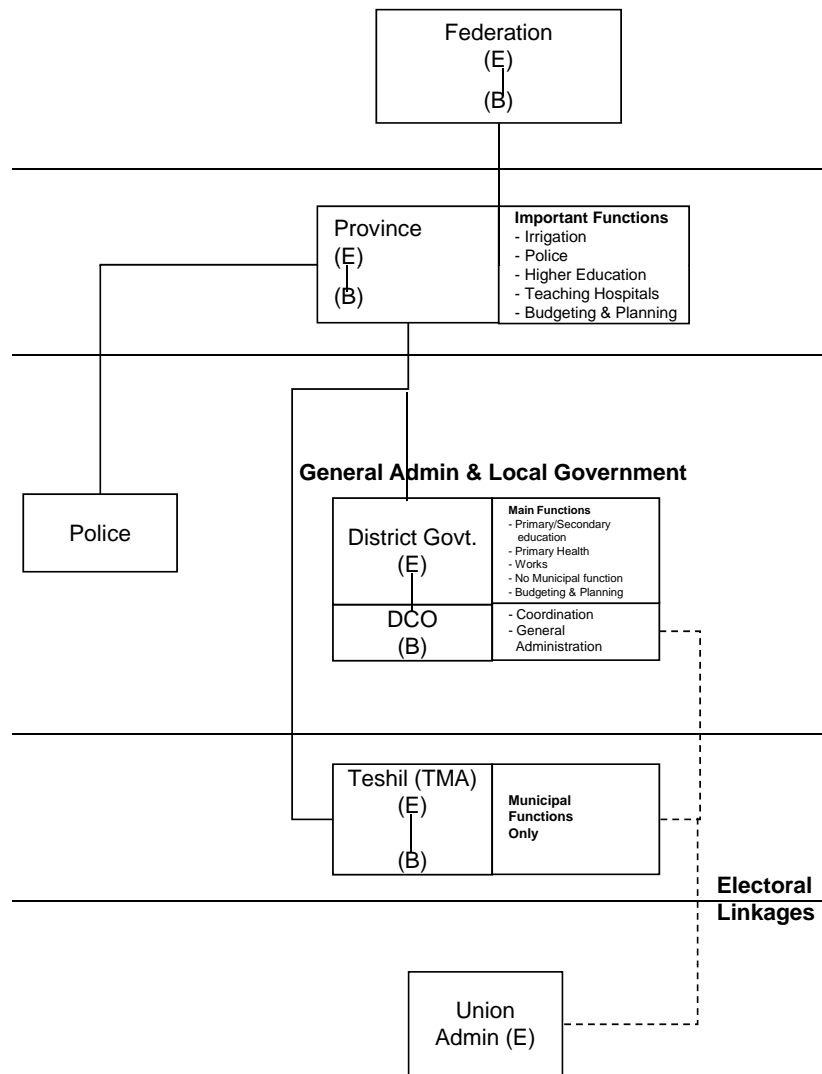 Federation
(E)
(B)
Province
(E)
(B)
Important Functions
- Irrigation
- Police
- Higher Education
- Teaching Hospitals
- Budgeting & Planning
General Admin & Local Government
Police
District Govt.
(E)
Main Functions
- Primary/Secondary
education
- Primary Health
- Works
- No Municipal function
- Budgeting & Planning
DCO
(B)
- Coordination
- General
Administration
Teshil (TMA)
(E)
(B)
Municipal
Functions
Only
Electoral
Linkages
Union
Admin (E)